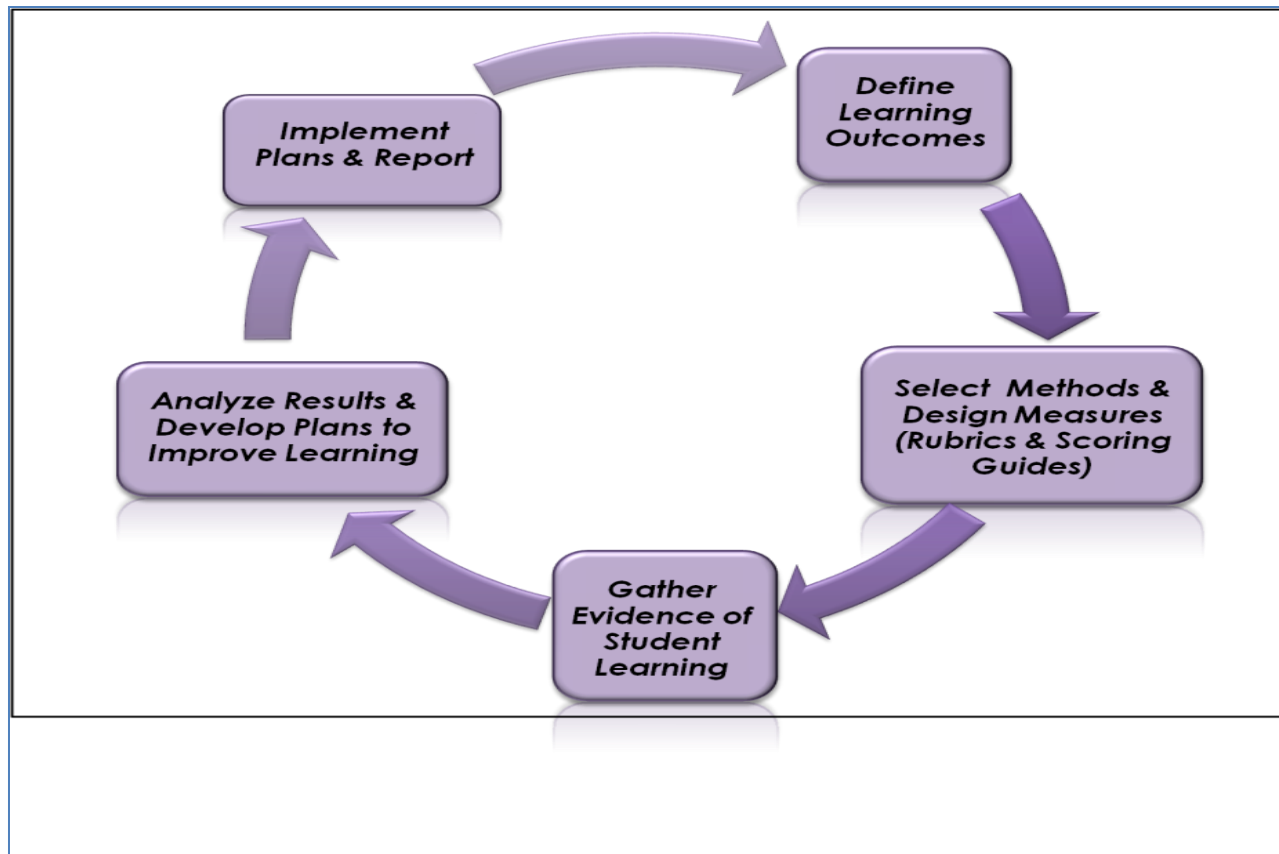 Define
Learning
Outcomes
Select Methods &
Design Measures
(Rubrics & Scoring
Guides)
Gather
Evidence of
Student
Learning
Analyze Results &
Develop Plans to
Improve Learning
Implement
Plans & Report